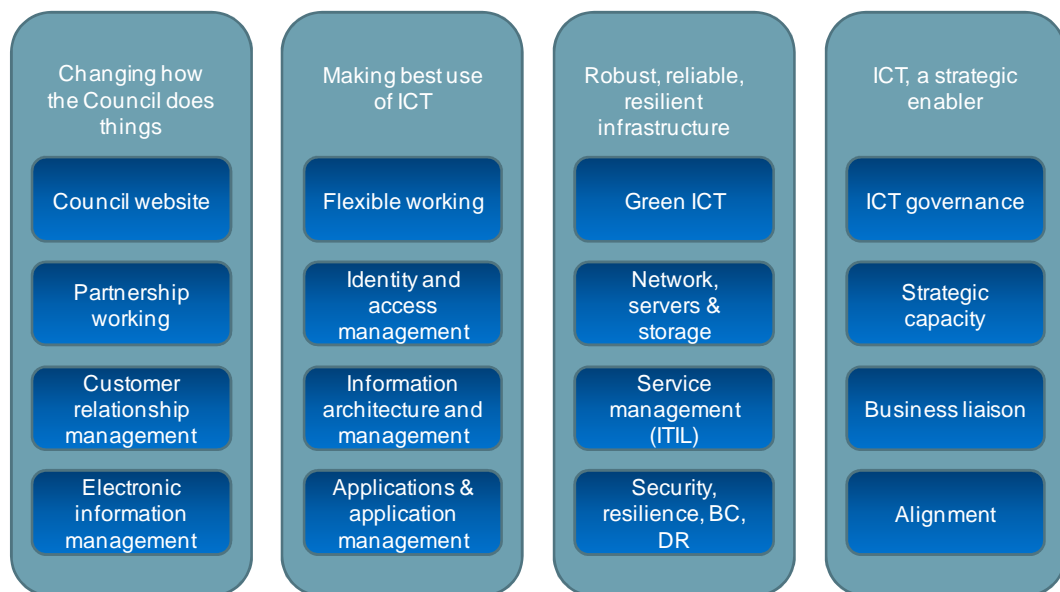 Changing how
the Council does
things
Council website
Partnership
working
Customer
relationship
management
Electronic
information
management
Making best use
of ICT
Flexible working
Identity and
access
management
Information
architecture and
management
Applications &
application
management
Robust, reliable,
resilient
infrastructure
Green ICT
Network,
servers &
storage
Service
management
(ITIL)
Security,
resilience, BC,
DR
ICT, a strategic
enabler
ICT governance
Strategic
capacity
Business liaison
Alignment